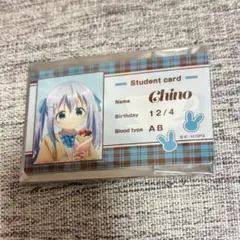 Student card
Name Chino
Birthday 12/4
Blood type AB